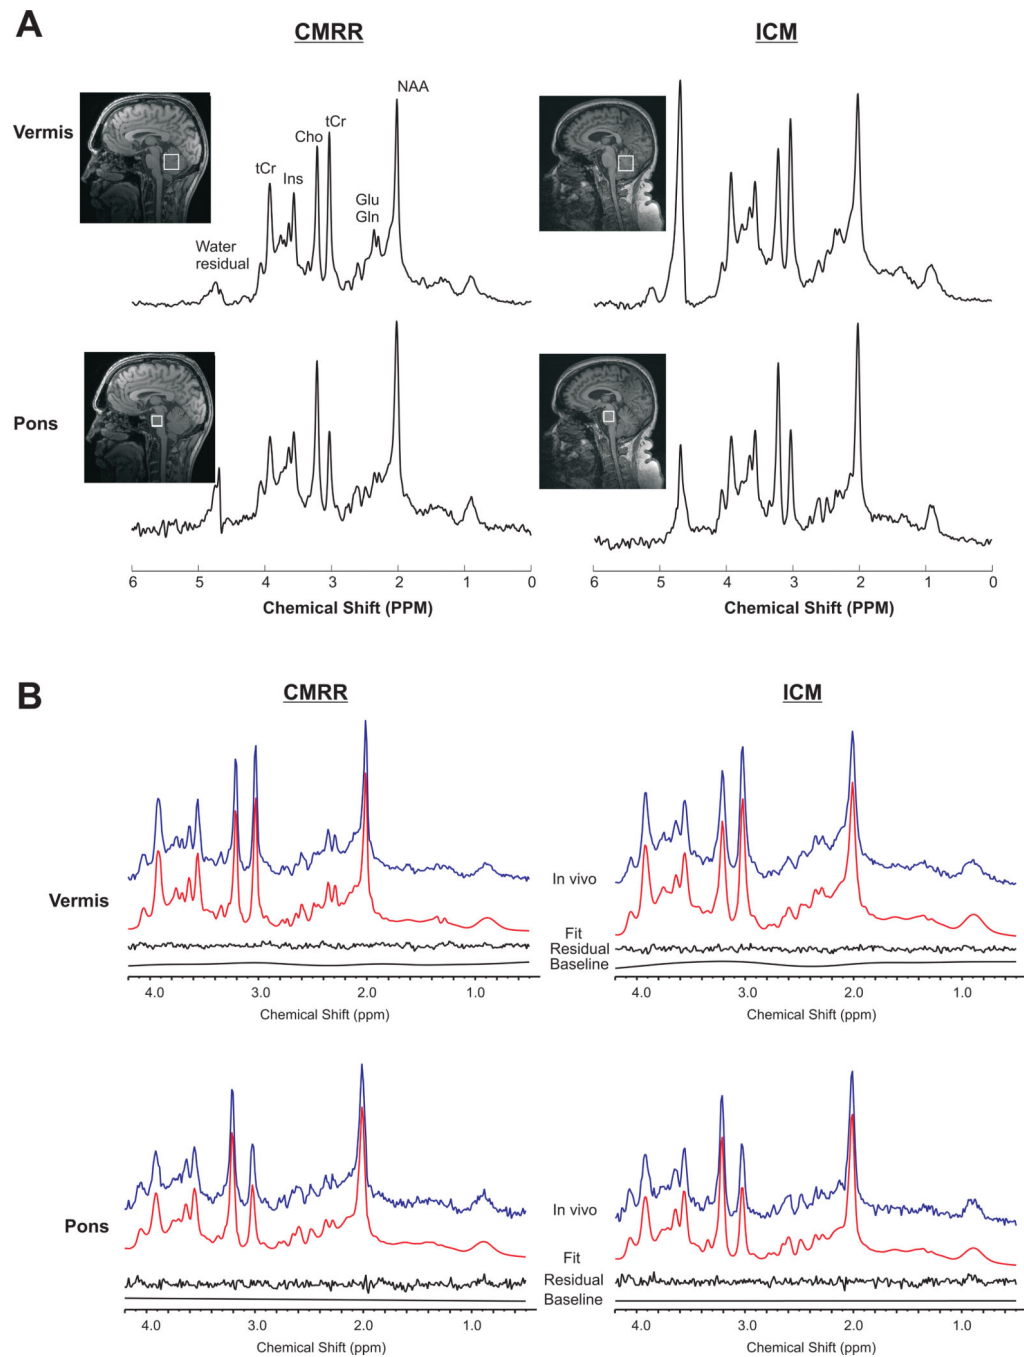 A
CMRR
ICM
Vermis
NAA
tCr
Cho
tCr
Ins
Glu
Gln
Water
residual
Pons
6 5 4 3 2 1 0
6 5 4 3 2 1 0
Chemical Shift (PPM)
Chemical Shift (PPM)
B
CMRR
ICM
Vermis
In vivo
Fit
Residual
Baseline
4.0 3.0 2.0 1.0
4.0 3.0 2.0 1.0
Chemical Shift (ppm)
Chemical Shift (ppm)
Pons
In vivo
Fit
Residual
Baseline
4.0 3.0 2.0 1.0
4.0 3.0 2.0 1.0
Chemical Shift (ppm)
Chemical Shift (ppm)